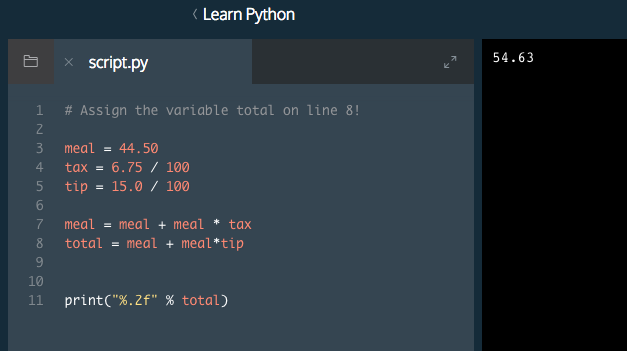 < Learn Python
script.py
54.63
1 # Assign the variable total on line 8!
2
3 meal = 44.50
4 tax = 6.75 / 100
5 tip = 15.0 / 100
6
7 meal = meal + meal * tax
8 total = meal + meal*tip
9
10
11 print("%.2f" % total)